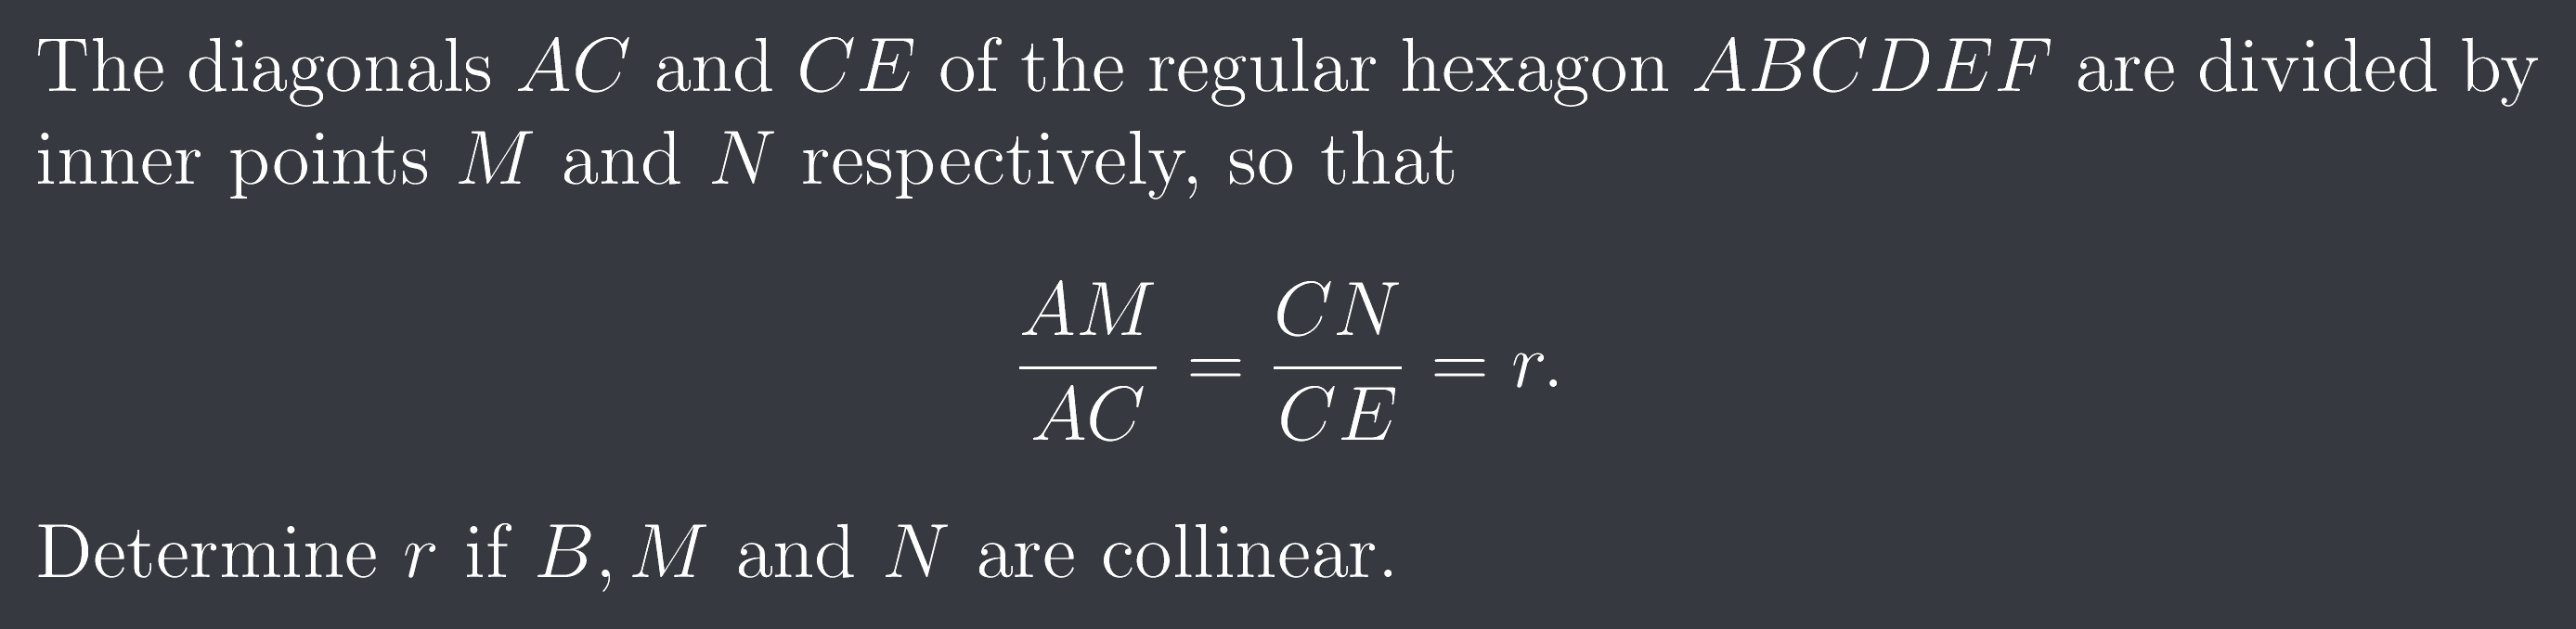 The diagonals AC and CE of the regular hexagon ABCDEF are divided by
inner points M and N respectively, so that
AM/AC = CN/CE = r.
Determine r if B, M and N are collinear.